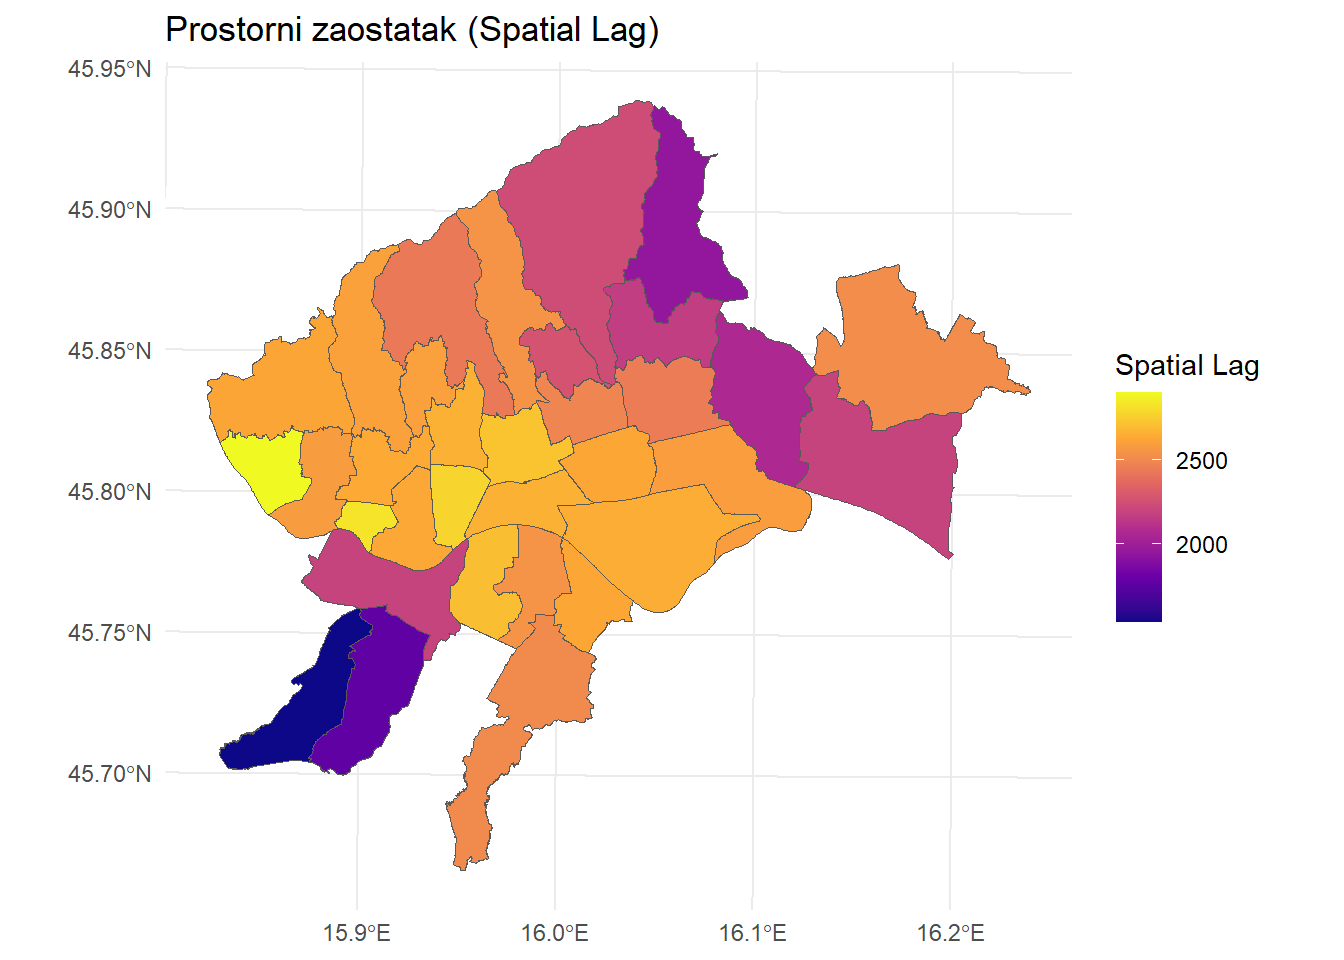 Prostorni zaostatak (Spatial Lag)
45.95°N
45.90°N
45.85°N
45.80°N
45.75°N
45.70°N
15.9°E
16.0°E
16.1°E
16.2°E
Spatial Lag
2500
2000